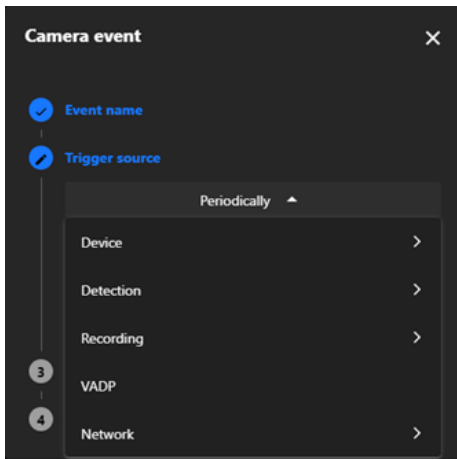 Camera event
Event name
Trigger source
Periodically
Device
Detection
Recording
3
VADP
4
Network